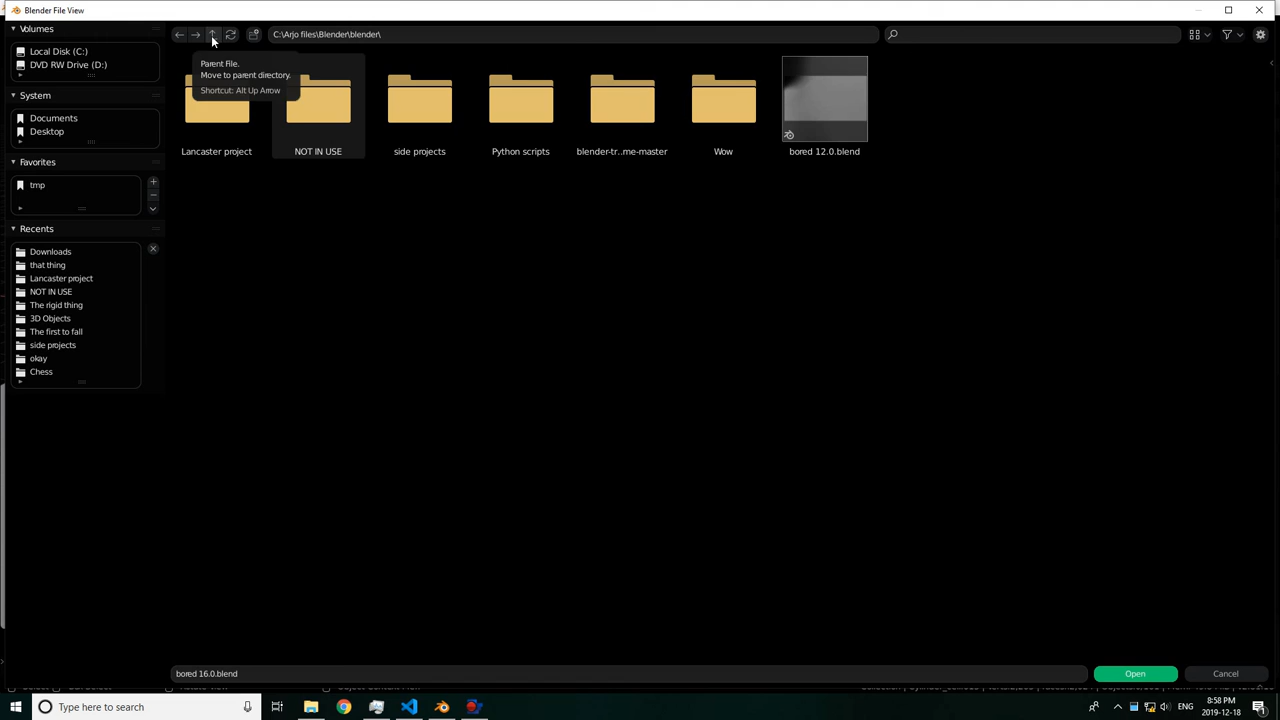 Blender File View
Volumes
Local Disk (C:)
DVD RW Drive (D:)
System
Documents
Desktop
Favorites
tmp
Recents
Downloads
that thing
Lancaster project
NOT IN USE
The rigid thing
3D Objects
The first to fall
side projects
okay
Chess
C:\Arjo files\Blender\blender\
Parent File.
Move to parent directory.
Shortcut: Alt Up Arrow
Lancaster project
NOT IN USE
side projects
Python scripts
blender-tr...me-master
Wow
bored 12.0.blend
bored 16.0.blend
Open
Cancel
Type here to search
ENG
8:58 PM
2019-12-18